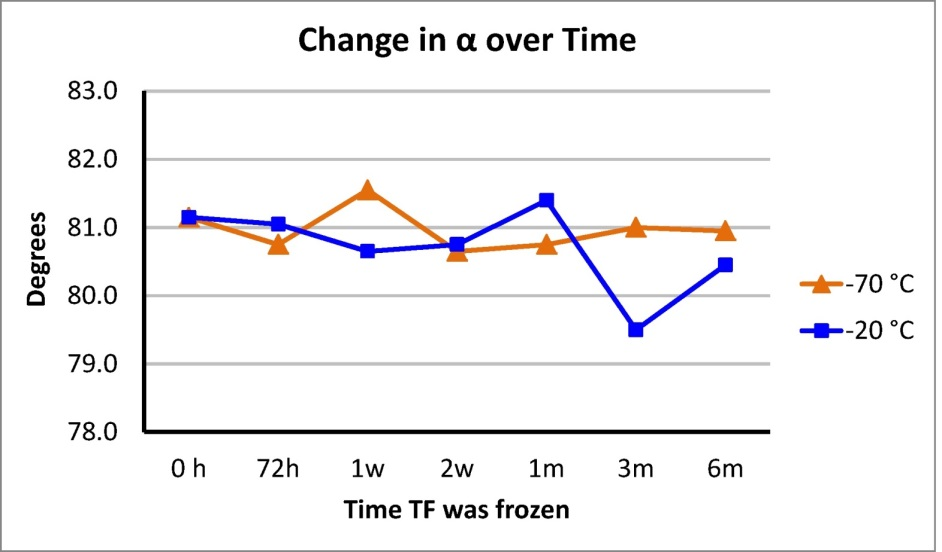 Change in α over Time
83.0
82.0
81.0
80.0
79.0
78.0
Degrees
0 h 72h 1w 2w 1m 3m 6m
Time TF was frozen
-70 °C
-20 °C